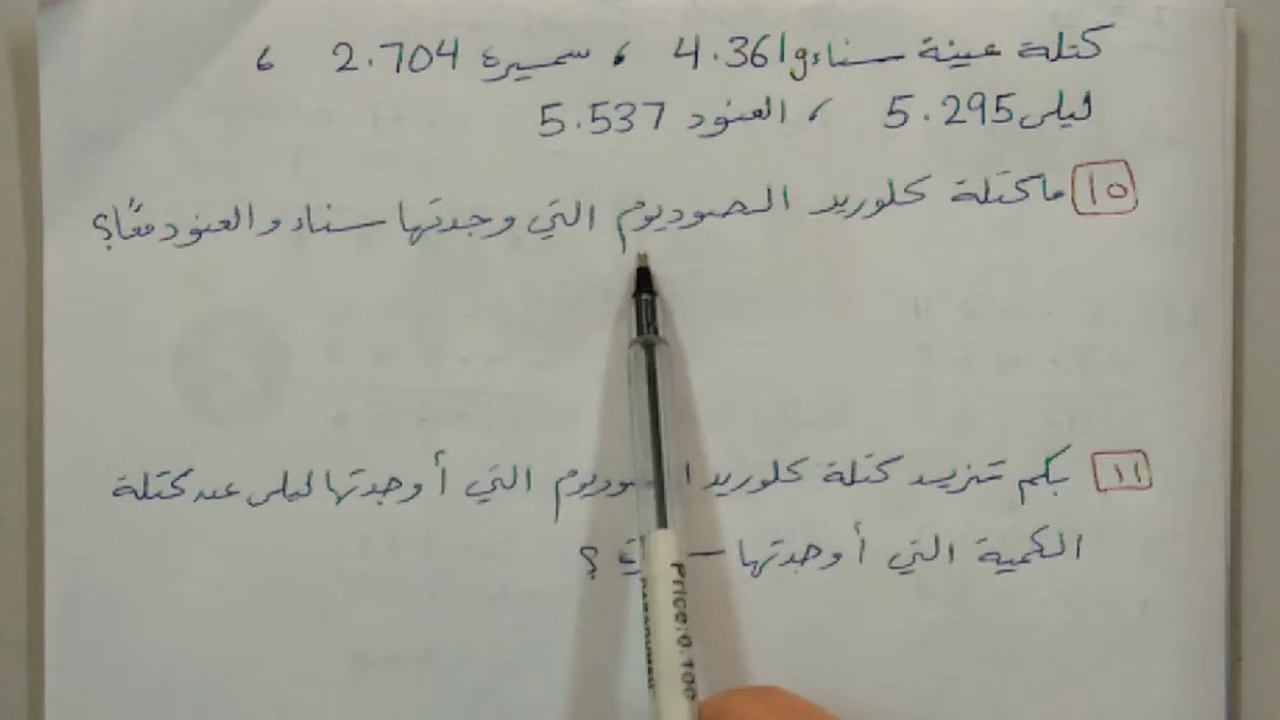 كتلة عينة سناء 4.361g ، سميرة 2.704 ،
ليلى 5.295 ، العنود 5.537
١٠ ما كتلة كلوريد الصوديوم التي وجدتها سناء والعنود معًا؟
١١ بكم تزيد كتلة كلوريد التي أوجدتها ليلى عن كتلة
الكمية التي أوجدتها ؟
Price:0.100